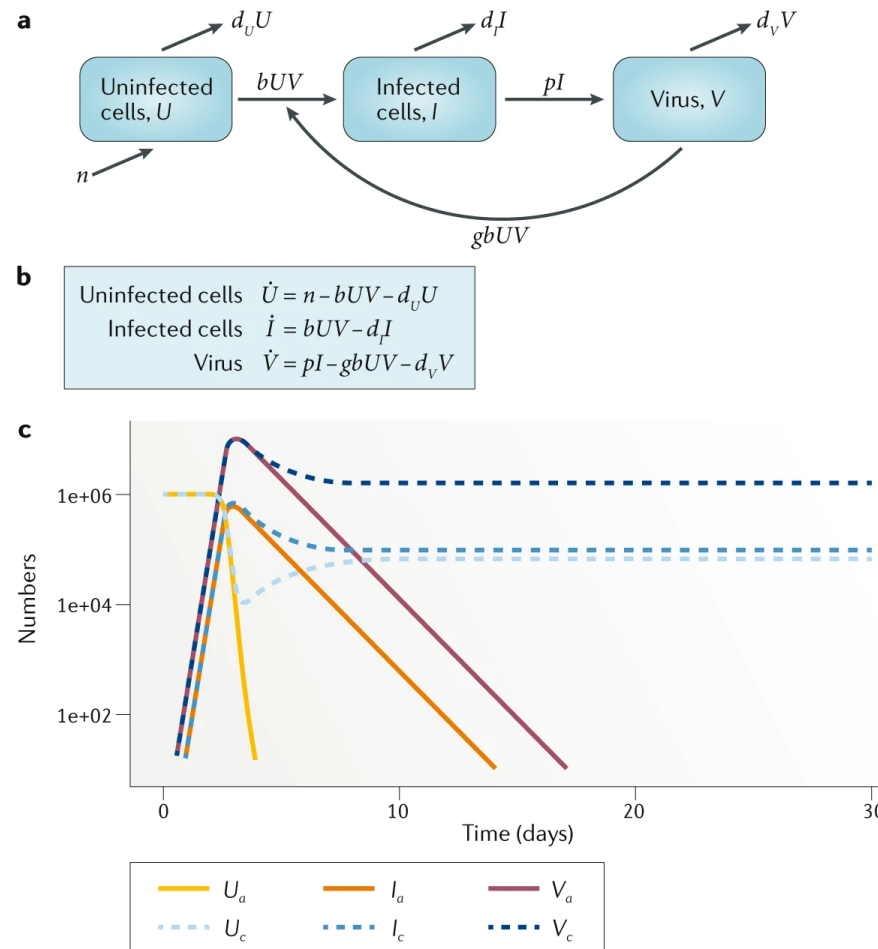 a
d_U U
d_I I
d_V V
Uninfected cells, U
bUV
Infected cells, I
pI
Virus, V
n
gbUV
b
Uninfected cells U̇ = n – bUV – d_U U
Infected cells İ = bUV – d_I I
Virus V̇ = pI – gbUV – d_V V
c
1e+06
1e+04
1e+02
Numbers
0 10 20 30
Time (days)
U_a I_a V_a
U_c I_c V_c